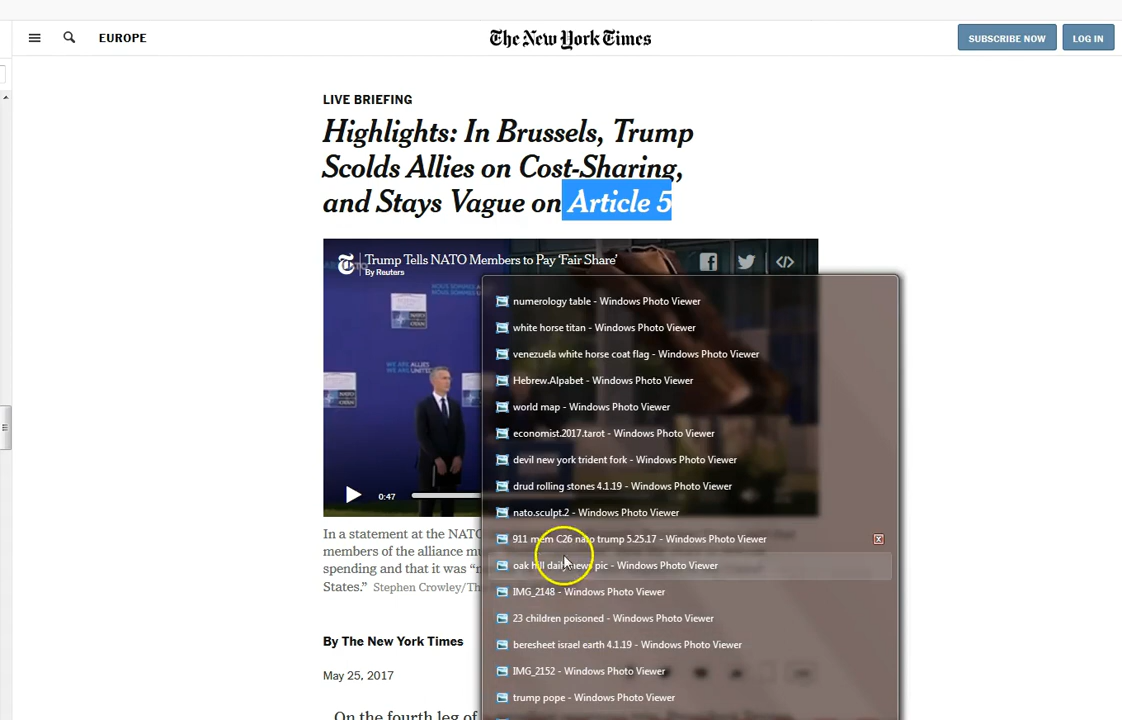 EUROPE
The New York Times
SUBSCRIBE NOW
LOG IN
LIVE BRIEFING
Highlights: In Brussels, Trump
Scolds Allies on Cost-Sharing,
and Stays Vague on Article 5
Trump Tells NATO Members to Pay ‘Fair Share’
By Reuters
WE ARE ALLIES
0:47
In a statement at the NATO
members of the alliance mu
spending and that it was “n
States.” Stephen Crowley/Th
By The New York Times
May 25, 2017
On the fourth leg of
numerology table - Windows Photo Viewer
white horse titan - Windows Photo Viewer
venezuela white horse coat flag - Windows Photo Viewer
Hebrew.Alpabet - Windows Photo Viewer
world map - Windows Photo Viewer
economist.2017.tarot - Windows Photo Viewer
devil new york trident fork - Windows Photo Viewer
drud rolling stones 4.1.19 - Windows Photo Viewer
nato.sculpt.2 - Windows Photo Viewer
911 mem C26 nato trump 5.25.17 - Windows Photo Viewer
oak hill daily news pic - Windows Photo Viewer
IMG_2148 - Windows Photo Viewer
23 children poisoned - Windows Photo Viewer
beresheet israel earth 4.1.19 - Windows Photo Viewer
IMG_2152 - Windows Photo Viewer
trump pope - Windows Photo Viewer